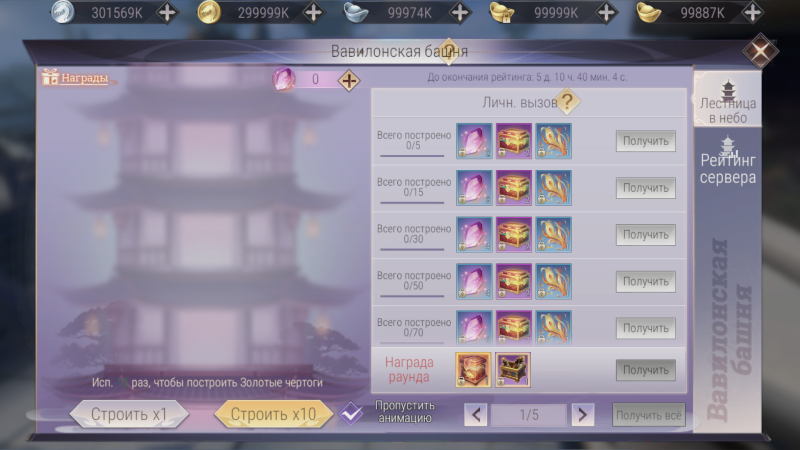 301569K
299999K
99974K
99999K
99887K
Вавилонская башня
Награды
0
До окончания рейтинга: 5 д. 10 ч. 40 мин. 4 с.
Личн. вызов
Всего построено
0/5
Получить
Всего построено
0/15
Получить
Всего построено
0/30
Получить
Всего построено
0/50
Получить
Всего построено
0/70
Получить
Награда
раунда
Получить
Исп. раз, чтобы построить Золотые чертоги
Строить x1
Строить x10
Пропустить
анимацию
1/5
Получить всё
Лестница
в небо
Рейтинг
сервера
Вавилонская
башня